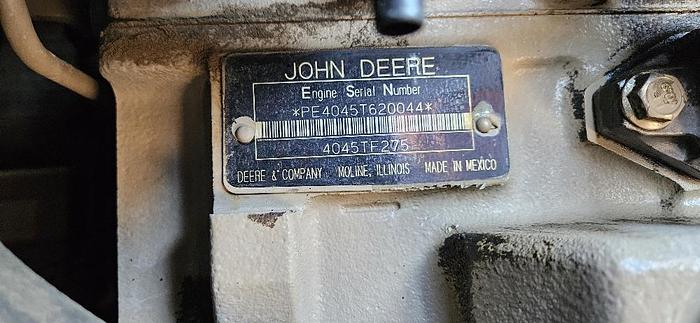 JOHN DEERE
Engine Serial Number
*PE4045T620044*
4045TF275
DEERE & COMPANY MOLINE, ILLINOIS MADE IN MEXICO